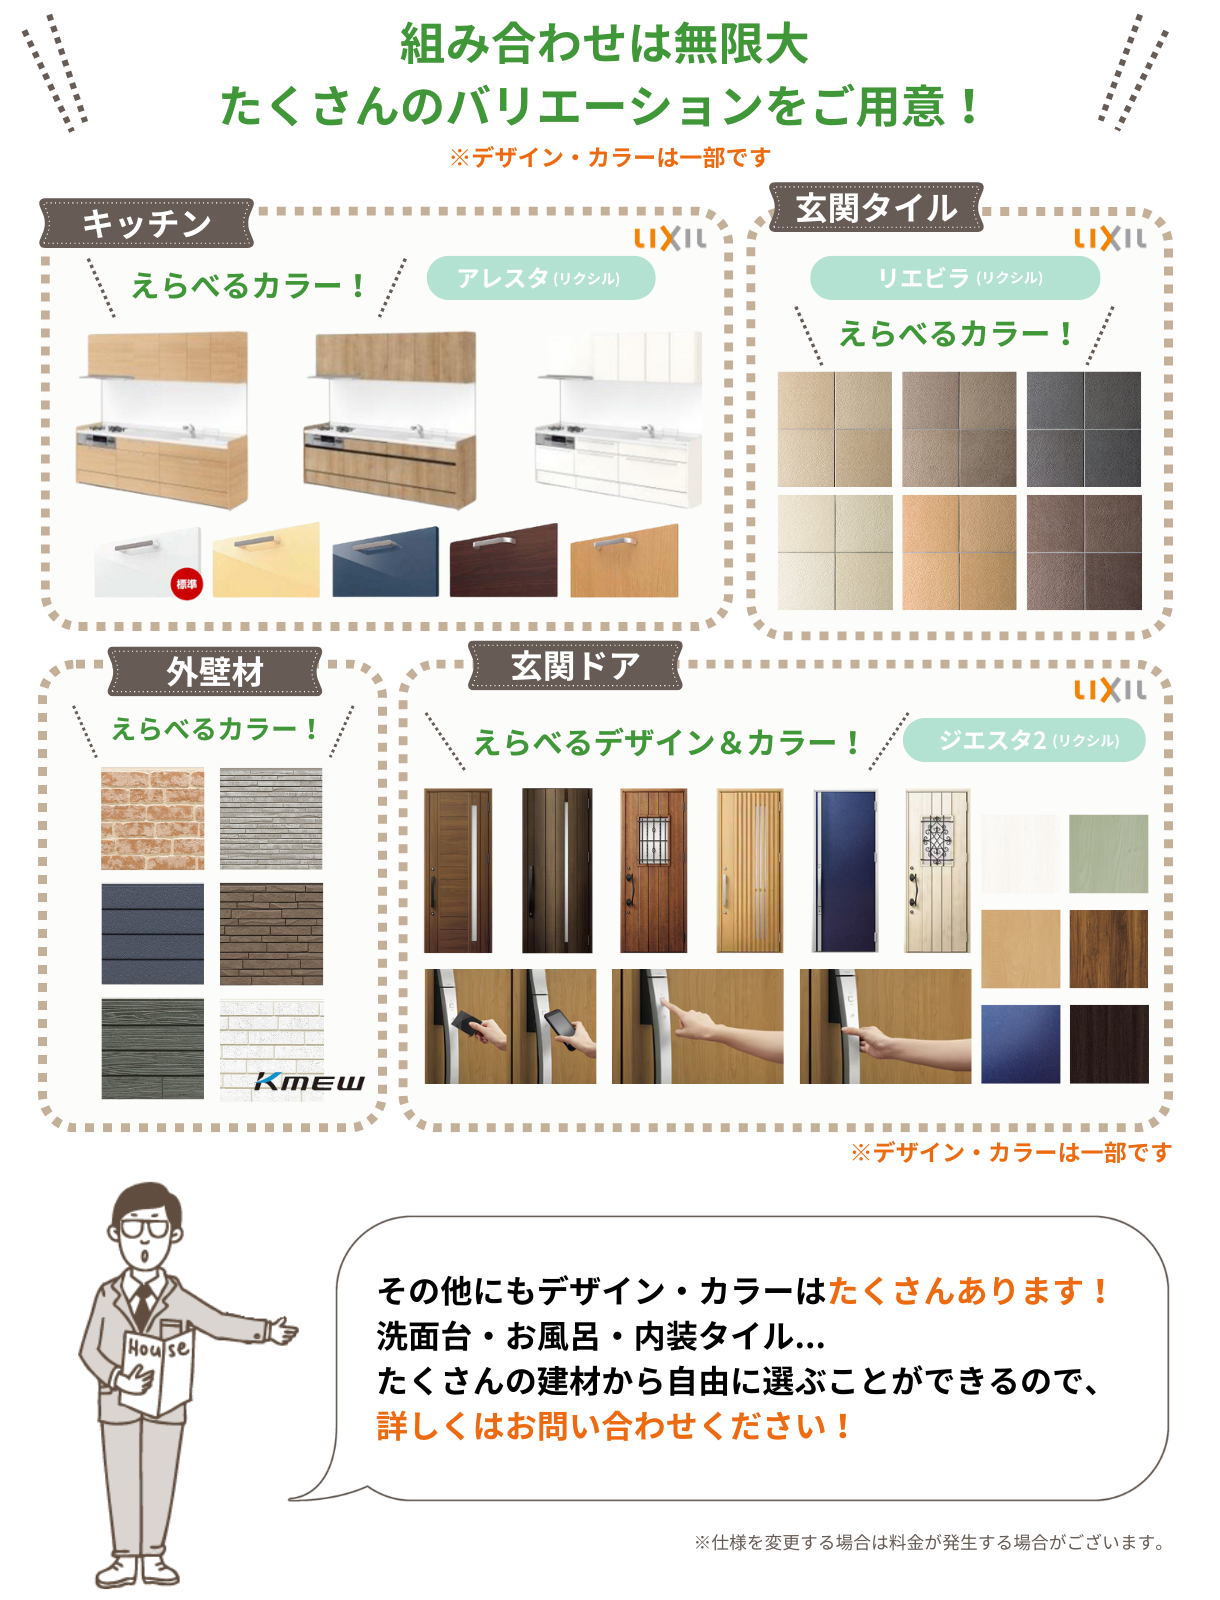 組み合わせは無限大
たくさんのバリエーションをご用意！
※デザイン・カラーは一部です
キッチン
LIXIL
えらべるカラー！
アレスタ(リクシル)
標準
玄関タイル
LIXIL
リエビラ (リクシル)
えらべるカラー！
外壁材
えらべるカラー！
KMEW
玄関ドア
LIXIL
えらべるデザイン＆カラー！
ジエスタ2 (リクシル)
※デザイン・カラーは一部です
House
その他にもデザイン・カラーはたくさんあります！
洗面台・お風呂・内装タイル...
たくさんの建材から自由に選ぶことができるので、
詳しくはお問い合わせください！
※仕様を変更する場合は料金が発生する場合がございます。